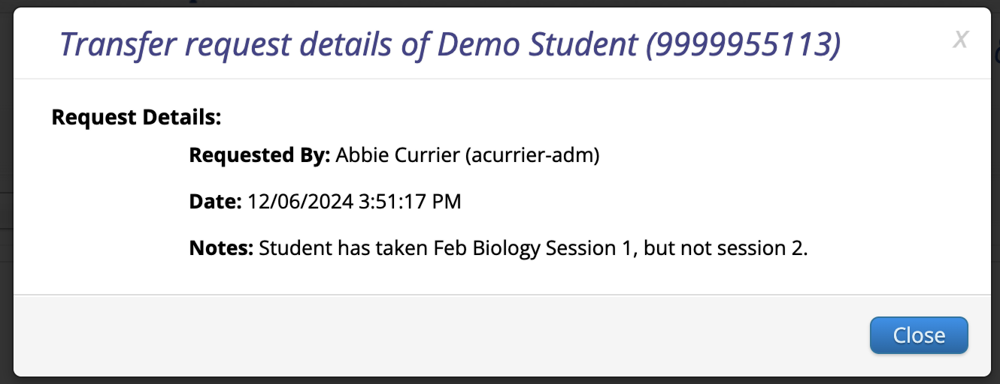 Transfer request details of Demo Student (9999955113)
X
Request Details:
Requested By: Abbie Currier (acurrier-adm)
Date: 12/06/2024 3:51:17 PM
Notes: Student has taken Feb Biology Session 1, but not session 2.
Close